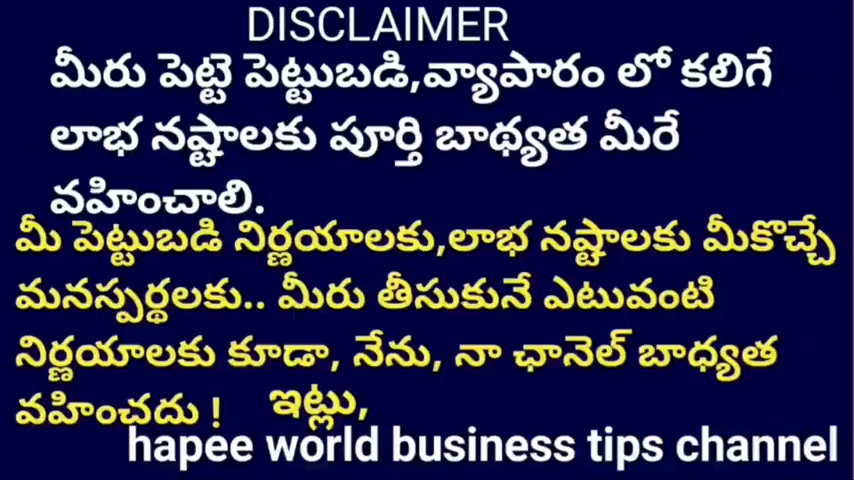 DISCLAIMER
మీరు పెట్టె పెట్టుబడి,వ్యాపారం లో కలిగే
లాభ నష్టాలకు పూర్తి బాథ్యత మీరే
వహించాలి.
మీ పెట్టుబడి నిర్ణయాలకు,లాభ నష్టాలకు మీకొచ్చే
మనస్పర్థలకు.. మీరు తీసుకునే ఎటువంటి
నిర్ణయాలకు కూడా, నేను, నా ఛానెల్ బాధ్యత
వహించదు ! ఇట్లు,
hapee world business tips channel